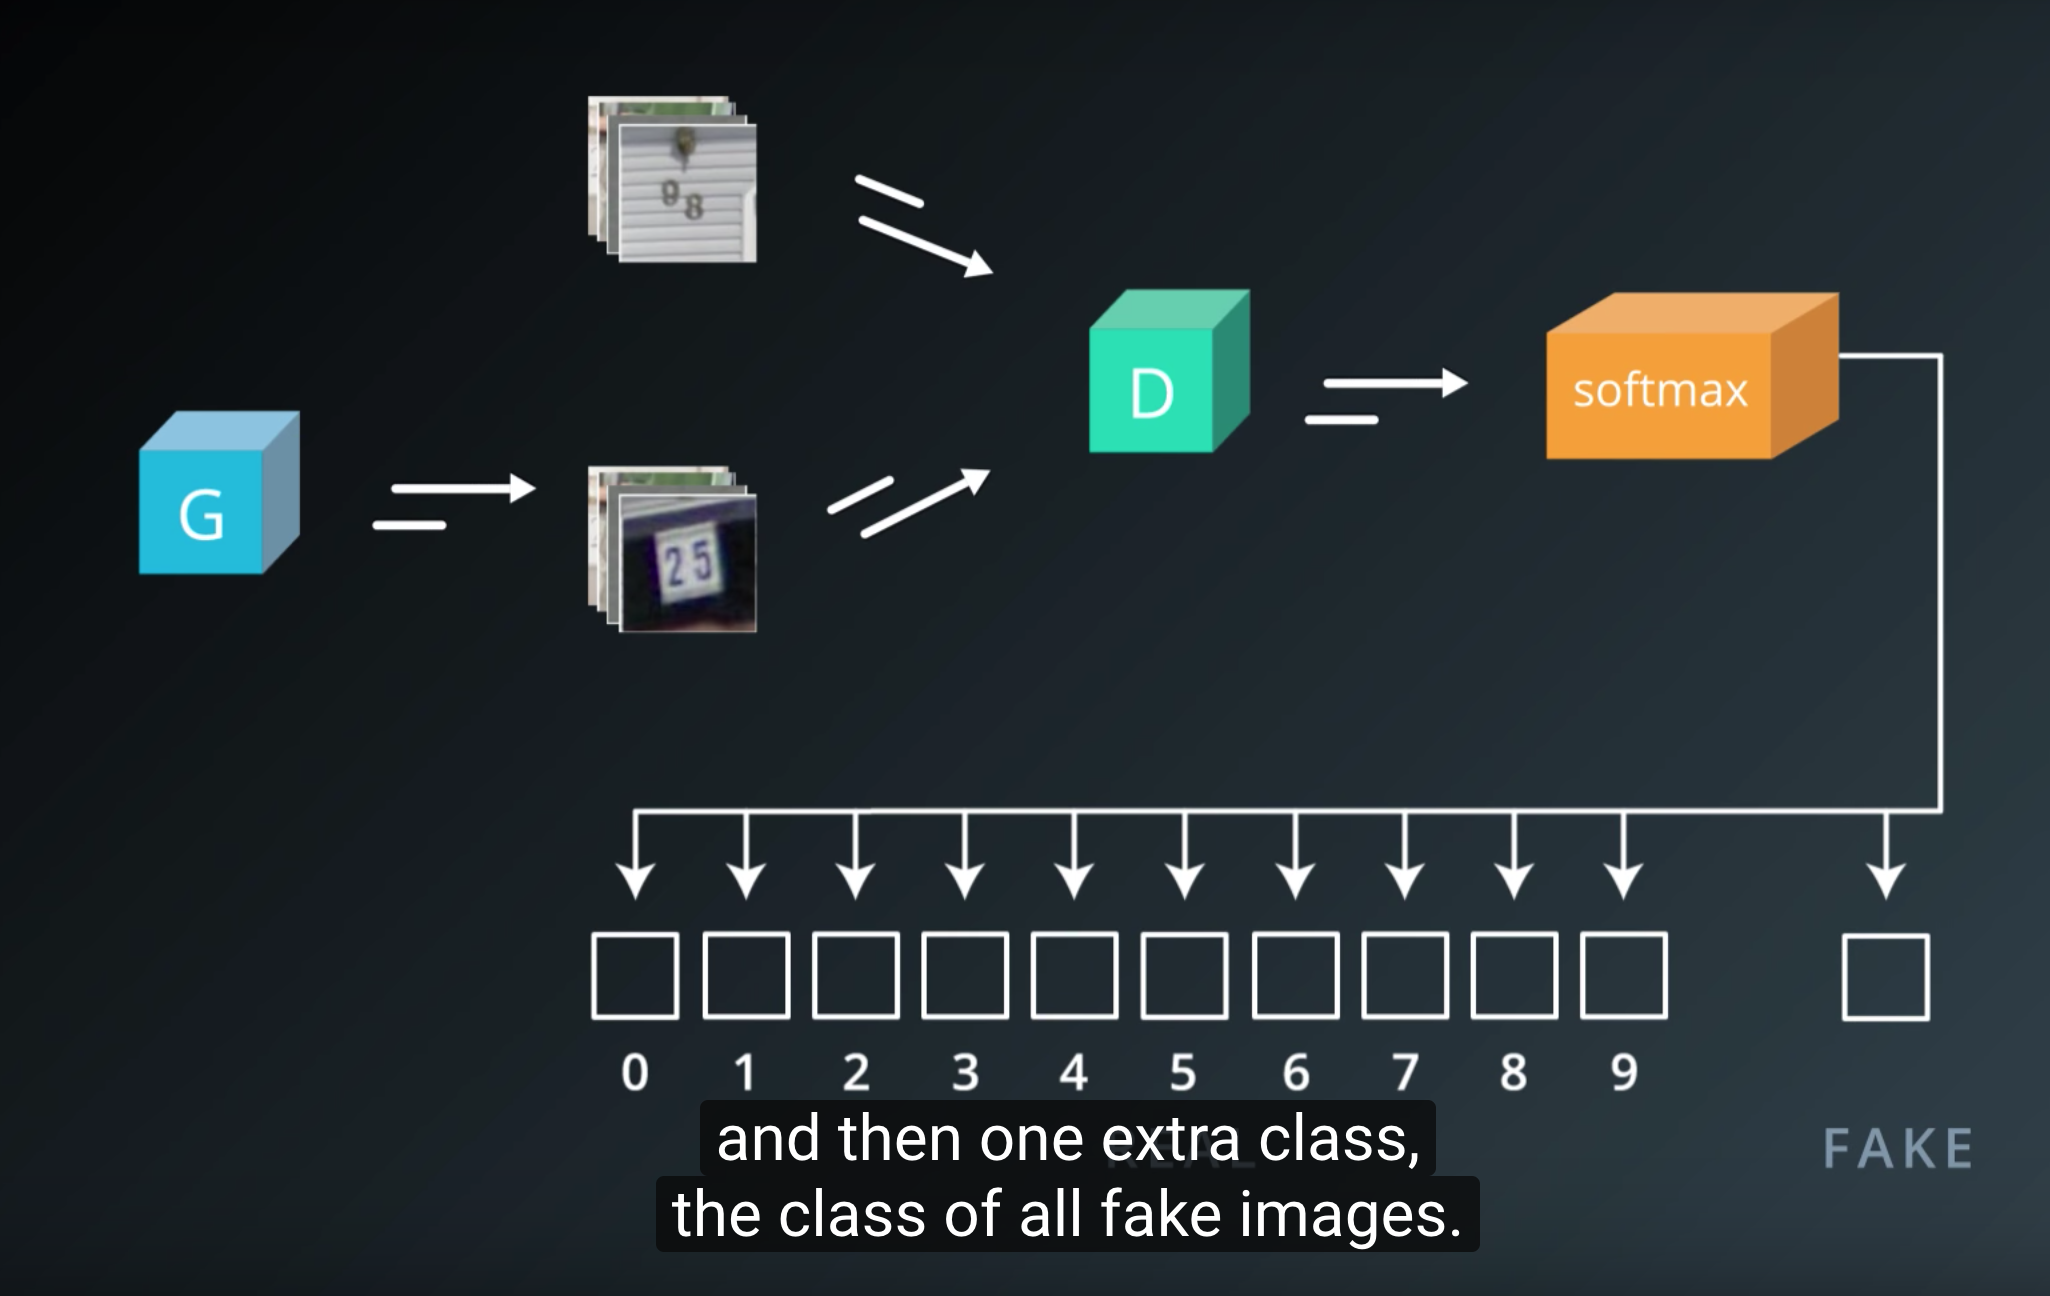 98
G
25
D
softmax
0 1 2 3 4 5 6 7 8 9
REAL
FAKE
and then one extra class,
the class of all fake images.